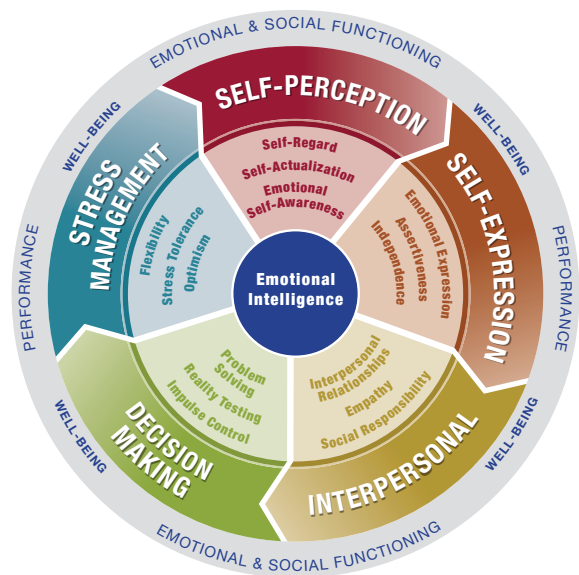 EMOTIONAL & SOCIAL FUNCTIONING
WELL-BEING
WELL-BEING
PERFORMANCE
PERFORMANCE
WELL-BEING
WELL-BEING
EMOTIONAL & SOCIAL FUNCTIONING
SELF-PERCEPTION
Self-Regard
Self-Actualization
Emotional
Self-Awareness
SELF-EXPRESSION
Emotional Expression
Assertiveness
Independence
INTERPERSONAL
Interpersonal
Relationships
Empathy
Social Responsibility
DECISION
MAKING
Problem
Solving
Reality Testing
Impulse Control
STRESS
MANAGEMENT
Flexibility
Stress Tolerance
Optimism
Emotional
Intelligence